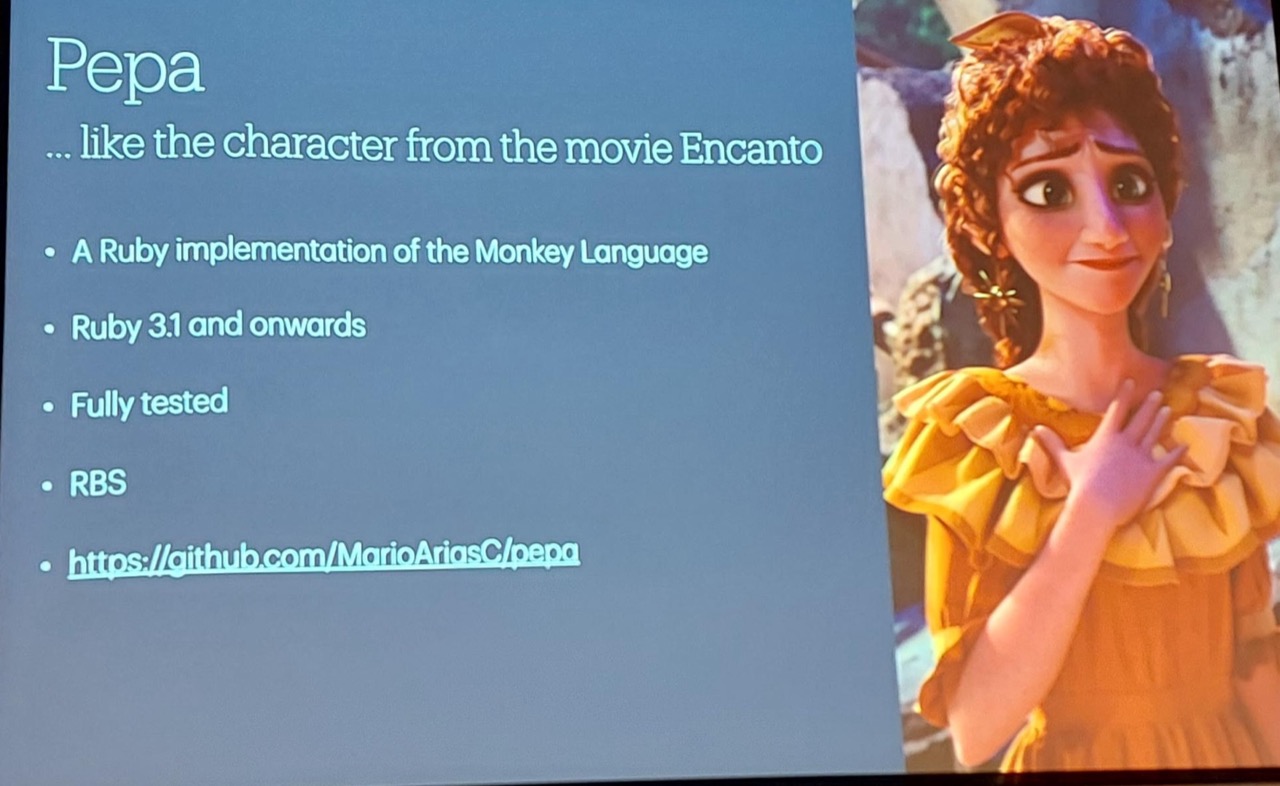 Pepa
... like the character from the movie Encanto
• A Ruby implementation of the Monkey Language
• Ruby 3.1 and onwards
• Fully tested
• RBS
• https://github.com/MarioAriasC/pepa